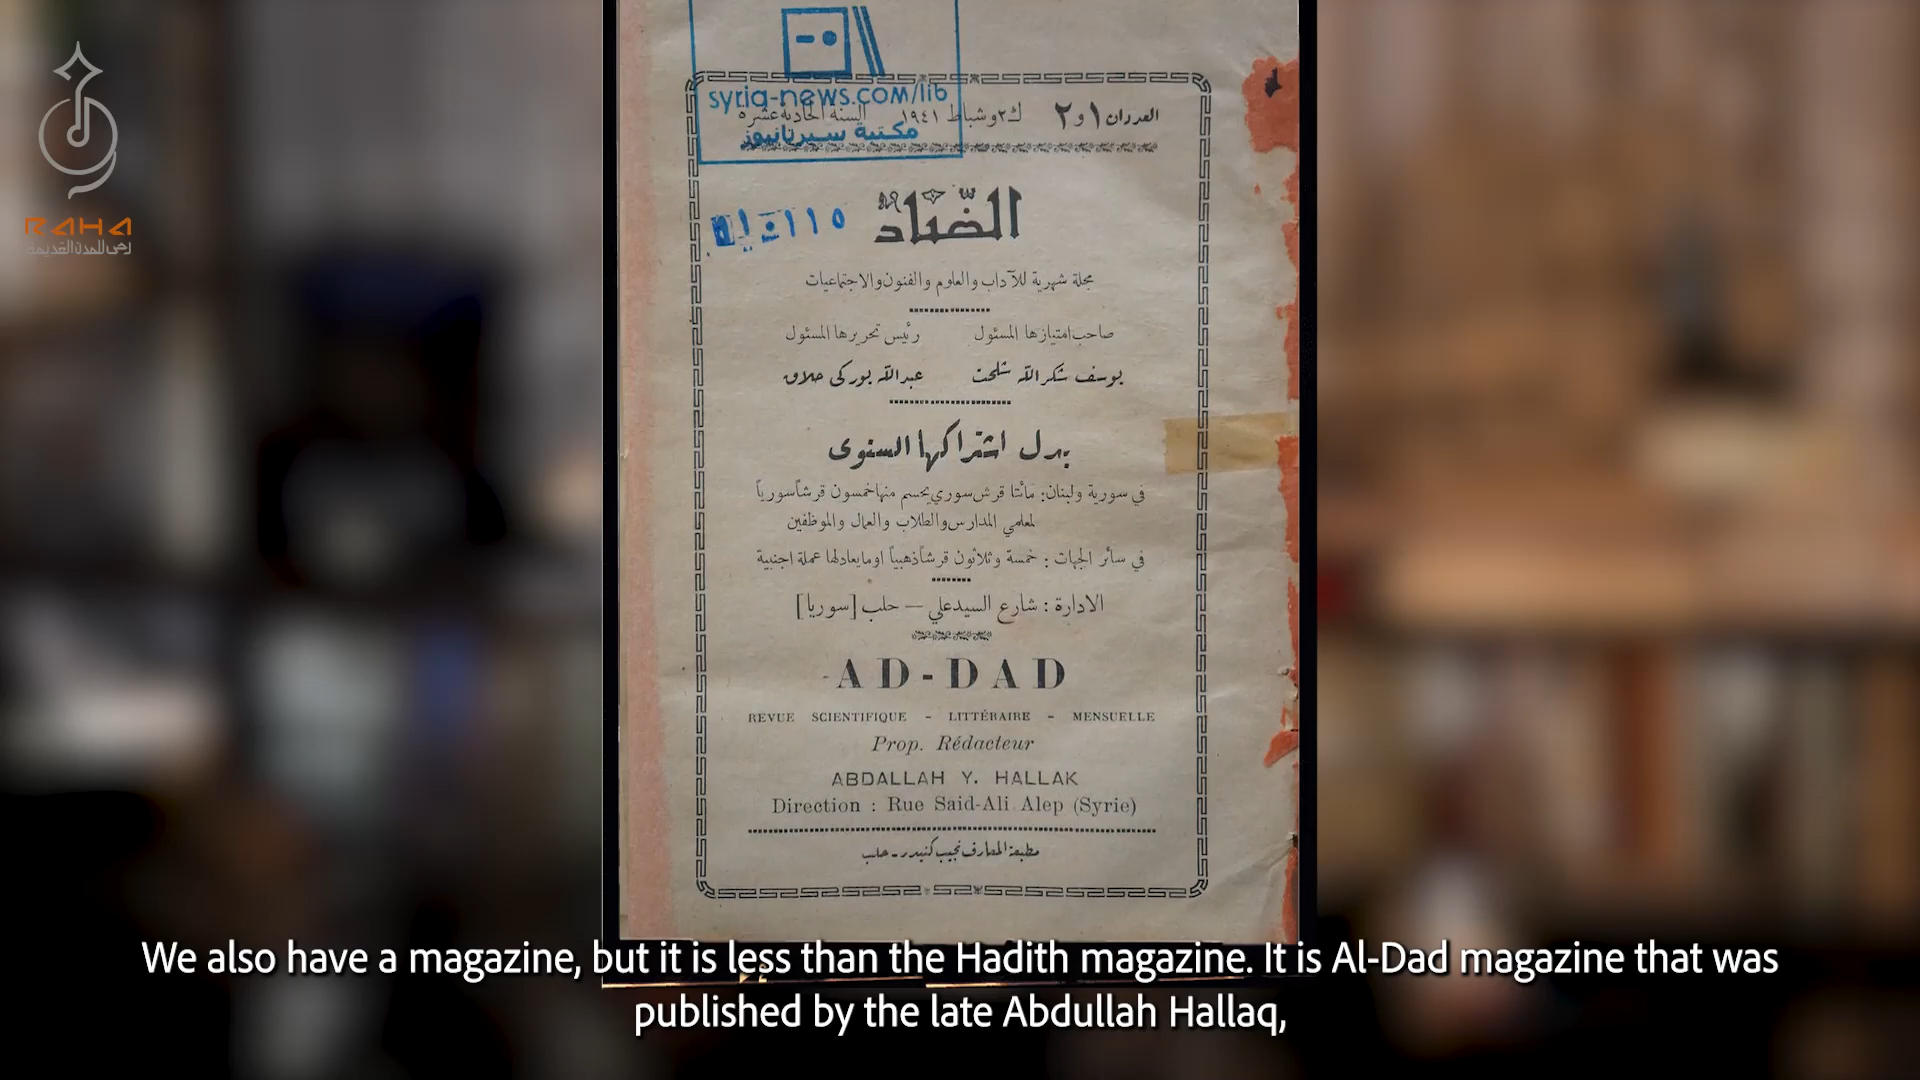 syria-news.com/lib
مكتبة سيريانيوز
العددان ١ و ٢ ك٢ وشباط ١٩٤١ السنة الحادية عشرة
الضاد
مجلة شهرية للآداب والعلوم والفنون والاجتماعيات
صاحب امتيازها المسئول رئيس تحريرها المسئول
يوسف شكر الله شلحت عبد الله يوركى حلاق
بدل اشتراكها السنوى
في سورية ولبنان: مائتا قرش سوري يحسم منها خمسون قرشاً سورياً
لمعلمي المدارس والطلاب والعمال والموظفين
في سائر الجهات : خمسة وثلاثون قرشاً ذهبياً او ما يعادلها عملة اجنبية
الادارة : شارع السيد علي — حلب [سوريا]
AD-DAD
REVUE SCIENTIFIQUE - LITTÉRAIRE - MENSUELLE
Prop. Rédacteur
ABDALLAH Y. HALLAK
Direction : Rue Said-Ali Alep (Syrie)
مطبعة المعارف نجيب كنيدر - حلب
RAHA
رحى للمدن القديمة
We also have a magazine, but it is less than the Hadith magazine. It is Al-Dad magazine that was
published by the late Abdullah Hallaq,